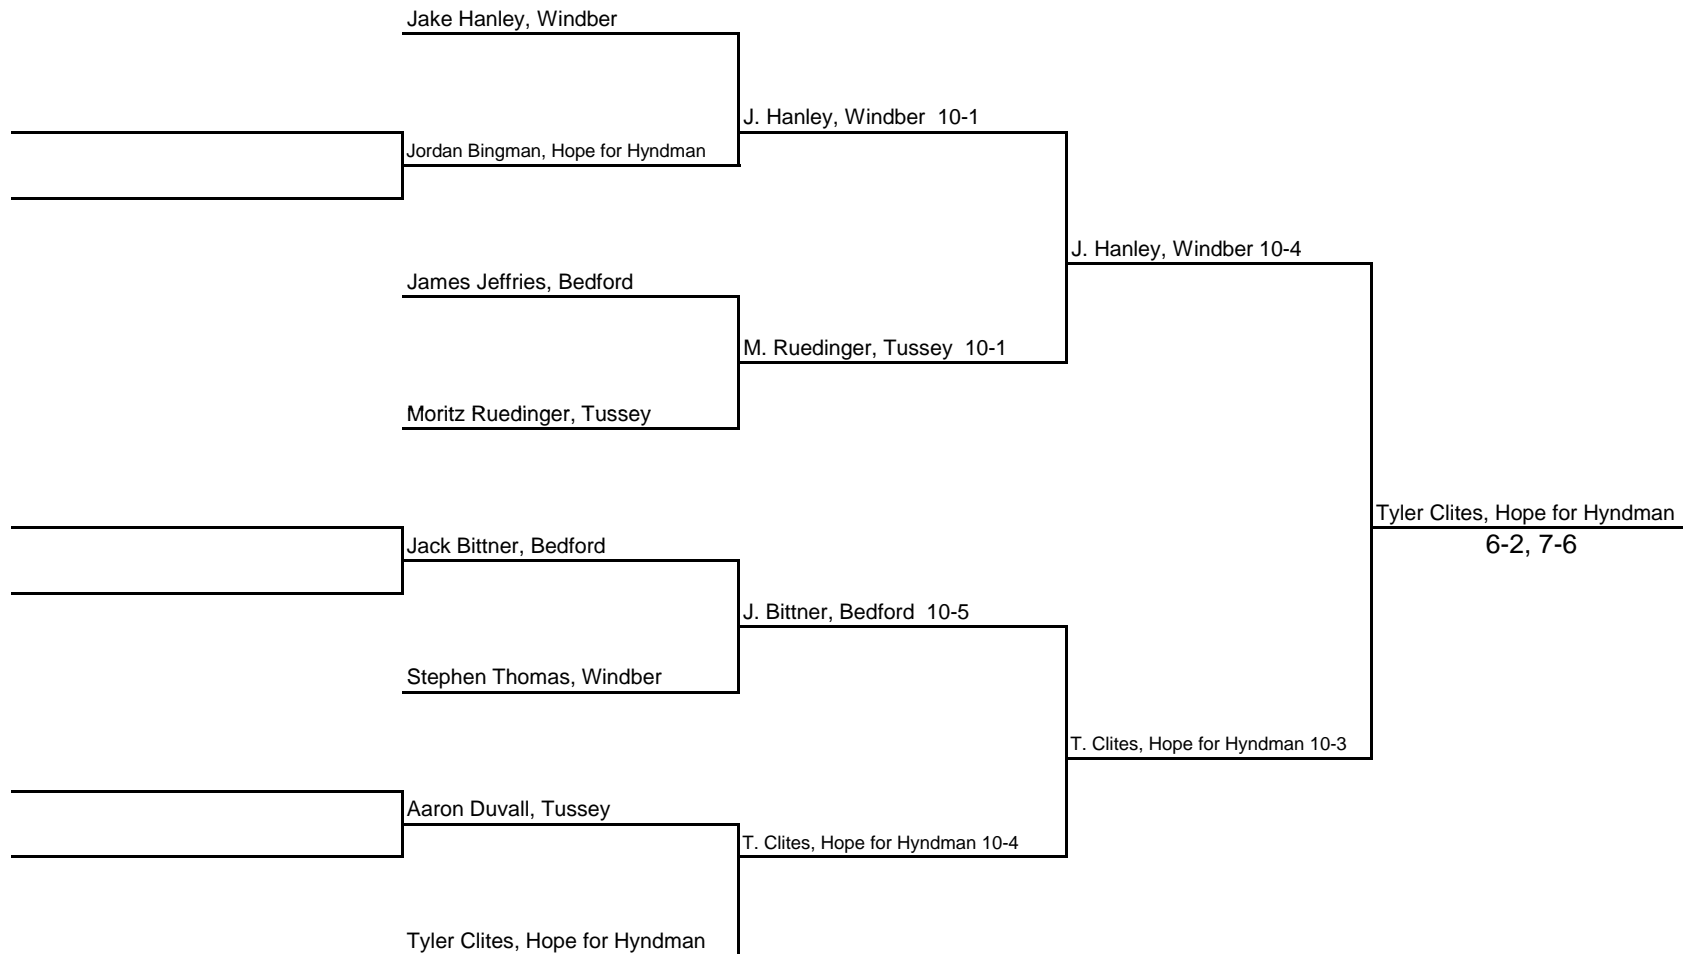 Jake Hanley, Windber
J. Hanley, Windber  10-1
Jordan Bingman, Hope for Hyndman
J. Hanley, Windber 10-4
James Jeffries, Bedford
M. Ruedinger, Tussey  10-1
Moritz Ruedinger, Tussey
Tyler Clites, Hope for Hyndman
6-2, 7-6
Jack Bittner, Bedford
J. Bittner, Bedford  10-5
Stephen Thomas, Windber
T. Clites, Hope for Hyndman 10-3
Aaron Duvall, Tussey
T. Clites, Hope for Hyndman 10-4
Tyler Clites, Hope for Hyndman